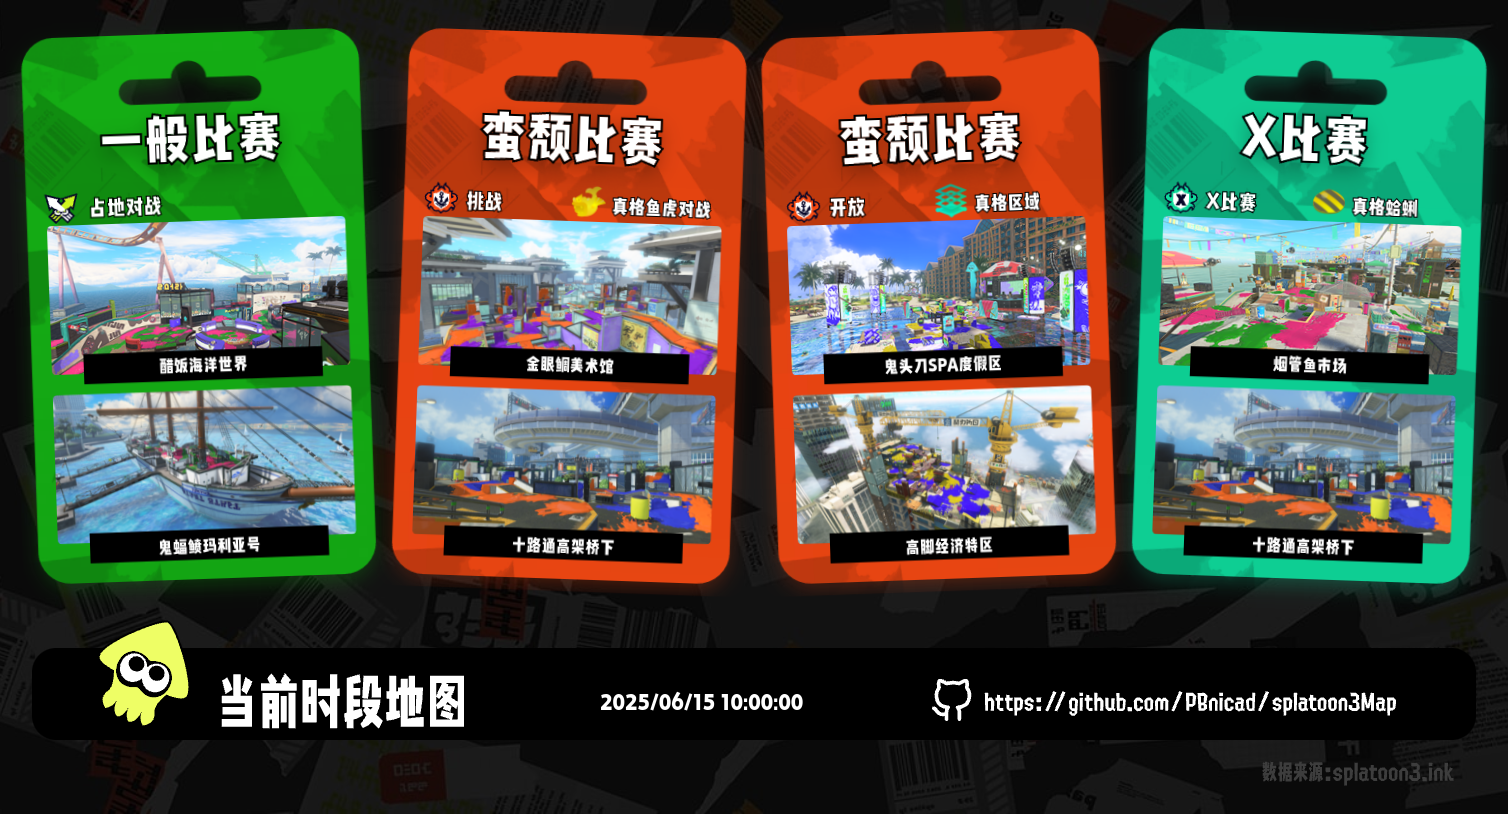 一般比赛
占地对战
醋饭海洋世界
鬼蝠鲼玛利亚号
蛮颓比赛
挑战
真格鱼虎对战
金眼鲷美术馆
十路通高架桥下
蛮颓比赛
开放
真格区域
鬼头刀SPA度假区
高脚经济特区
X比赛
X比赛
真格蛤蜊
烟管鱼市场
十路通高架桥下
当前时段地图
2025/06/15 10:00:00
https://github.com/PBnicad/splatoon3Map
数据来源:splatoon3.ink